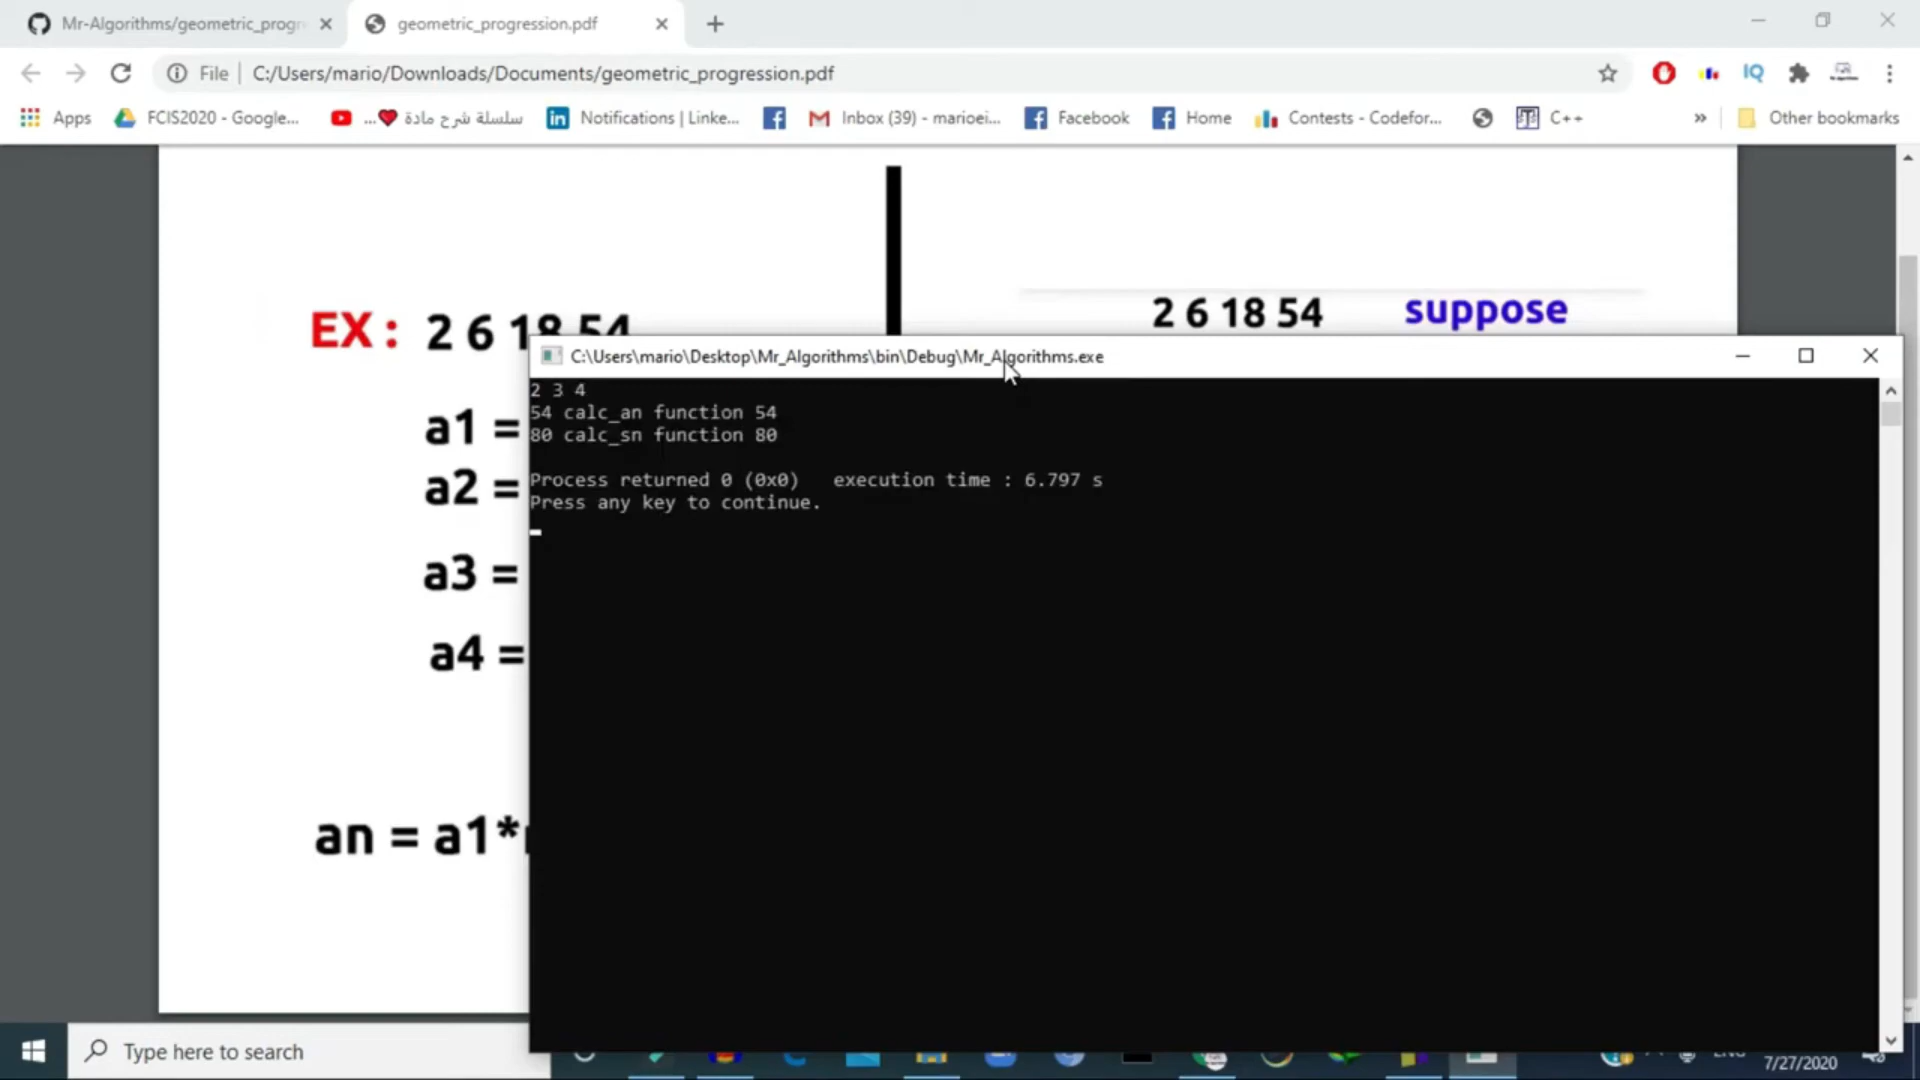 Mr-Algorithms/geometric_progr
geometric_progression.pdf
File
C:/Users/mario/Downloads/Documents/geometric_progression.pdf
IQ
Apps
FCIS2020 - Google...
سلسلة شرح مادة ❤...
Notifications | Linke...
Inbox (39) - marioei...
Facebook
Home
Contests - Codefor...
C++
»
Other bookmarks
EX : 2 6 18 54
2 6 18 54 suppose
a1 =
a2 =
a3 =
a4 =
an = a1*
C:\Users\mario\Desktop\Mr_Algorithms\bin\Debug\Mr_Algorithms.exe
2 3 4
54 calc_an function 54
80 calc_sn function 80
Process returned 0 (0x0)   execution time : 6.797 s
Press any key to continue.
Type here to search
7/27/2020